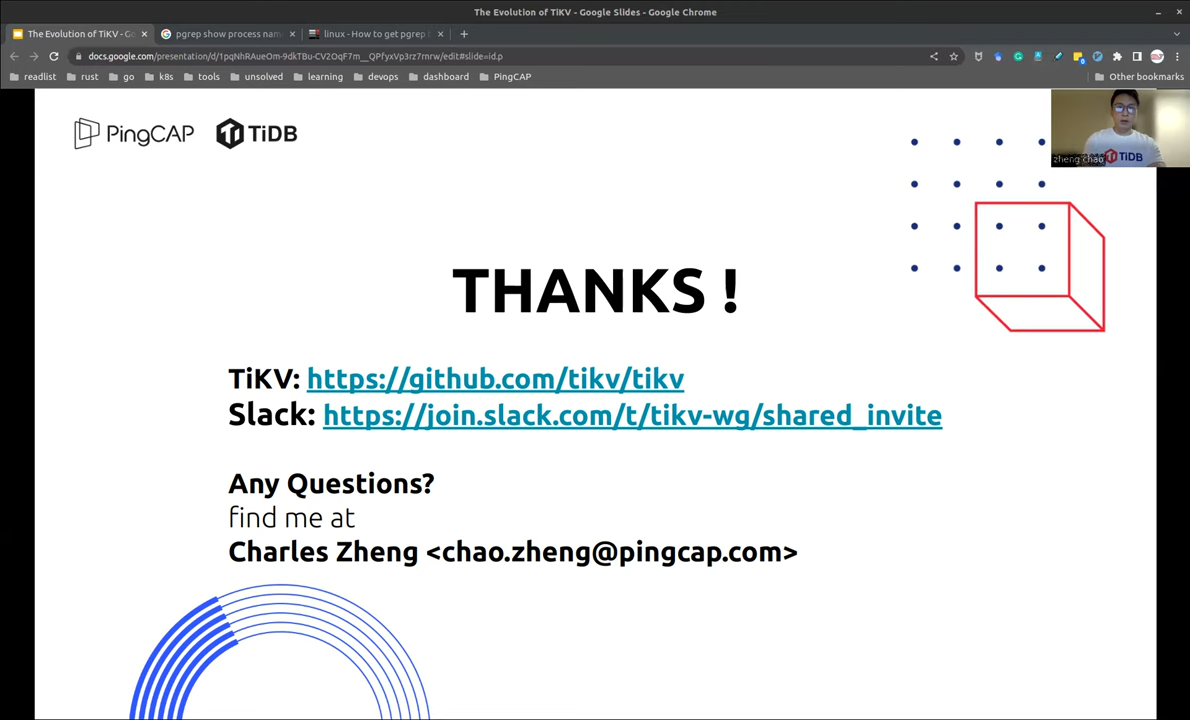 The Evolution of TiKV - Google Slides - Google Chrome
The Evolution of TiKV - Go
pgrep show process nam
linux - How to get pgrep t
docs.google.com/presentation/d/1pqNhRAueOm-9dkTBu-CV2OqF7m__QPfyxVp3rz7mrw/edit#slide=id.p
readlist rust go k8s tools unsolved learning devops dashboard PingCAP Other bookmarks
PingCAP TiDB
zheng chao
TiDB
THANKS !
TiKV: https://github.com/tikv/tikv
Slack: https://join.slack.com/t/tikv-wg/shared_invite
Any Questions?
find me at
Charles Zheng <chao.zheng@pingcap.com>